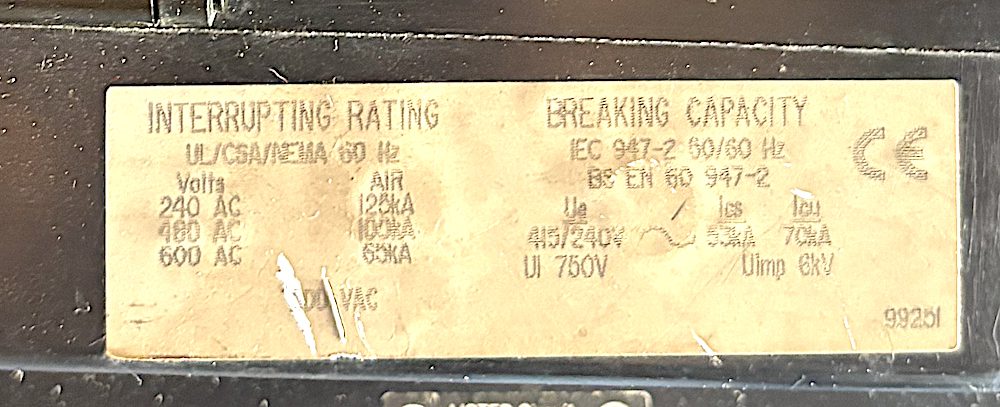 INTERRUPTING RATING
UL/CSA/NEMA 60 Hz
Volts AIR
240 AC 125kA
480 AC 100kA
600 AC 65kA
VAC
BREAKING CAPACITY
IEC 947-2 50/60 Hz
BS EN 60 947-2
Ue Ics Icu
415/240V 53kA 70kA
Ui 750V Uimp 6kV
CE
99251